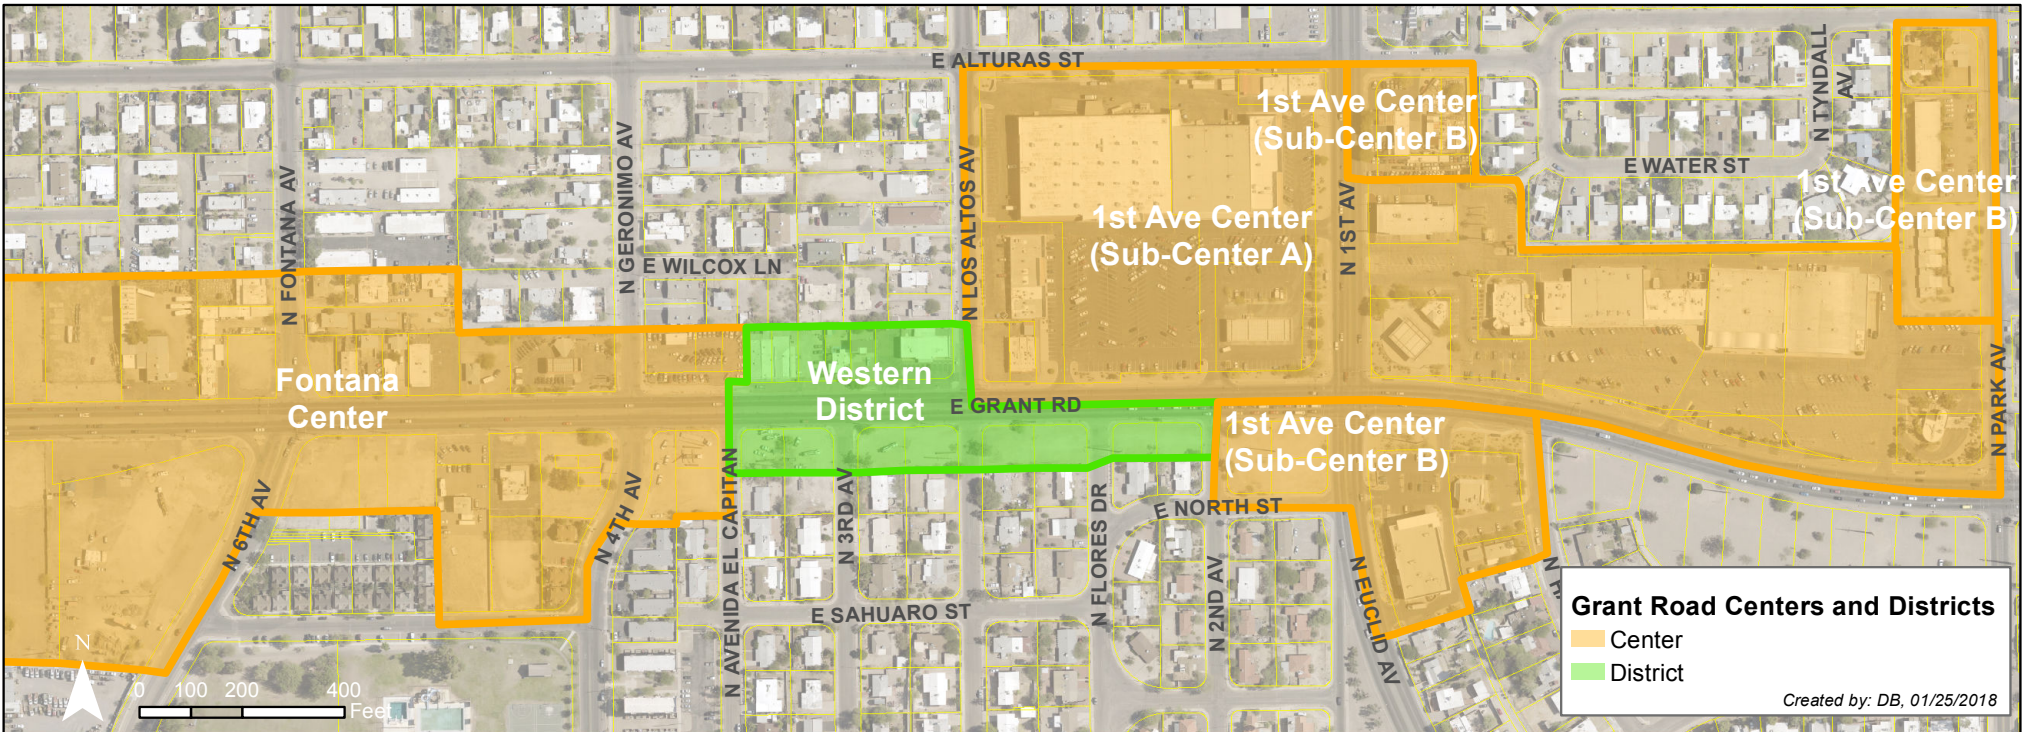 E ALTURAS ST
N TYNDALL
AV
1st Ave Center
(Sub-Center B)
E WATER ST
1st Ave Center
(Sub-Center B)
N FONTANA AV
N GERONIMO AV
N LOS ALTOS AV
1st Ave Center
(Sub-Center A)
N 1ST AV
E WILCOX LN
Fontana
Center
Western
District
E GRANT RD
1st Ave Center
(Sub-Center B)
N PARK AV
N 6TH AV
N 4TH AV
N AVENIDA EL CAPITAN
N 3RD AV
N FLORES DR
E NORTH ST
N 2ND AV
N EUCLID AV
E SAHUARO ST
N
0 100 200 400
Feet
Grant Road Centers and Districts
Center
District
Created by: DB, 01/25/2018